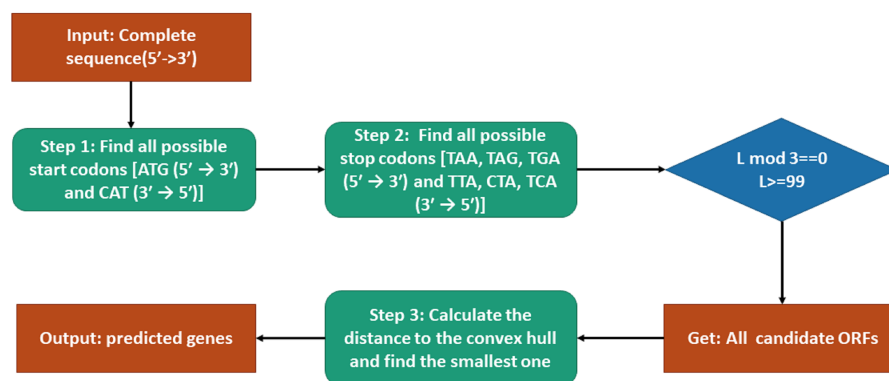 Input: Complete
sequence(5’->3’)
Step 1: Find all possible
start codons [ATG (5’ → 3’)
and CAT (3’ → 5’)]
Step 2:  Find all possible
stop codons [TAA, TAG, TGA
(5’ → 3’) and TTA, CTA, TCA
(3’ → 5’)]
L mod 3==0
L>=99
Output: predicted genes
Step 3: Calculate the
distance to the convex hull
and find the smallest one
Get: All  candidate ORFs